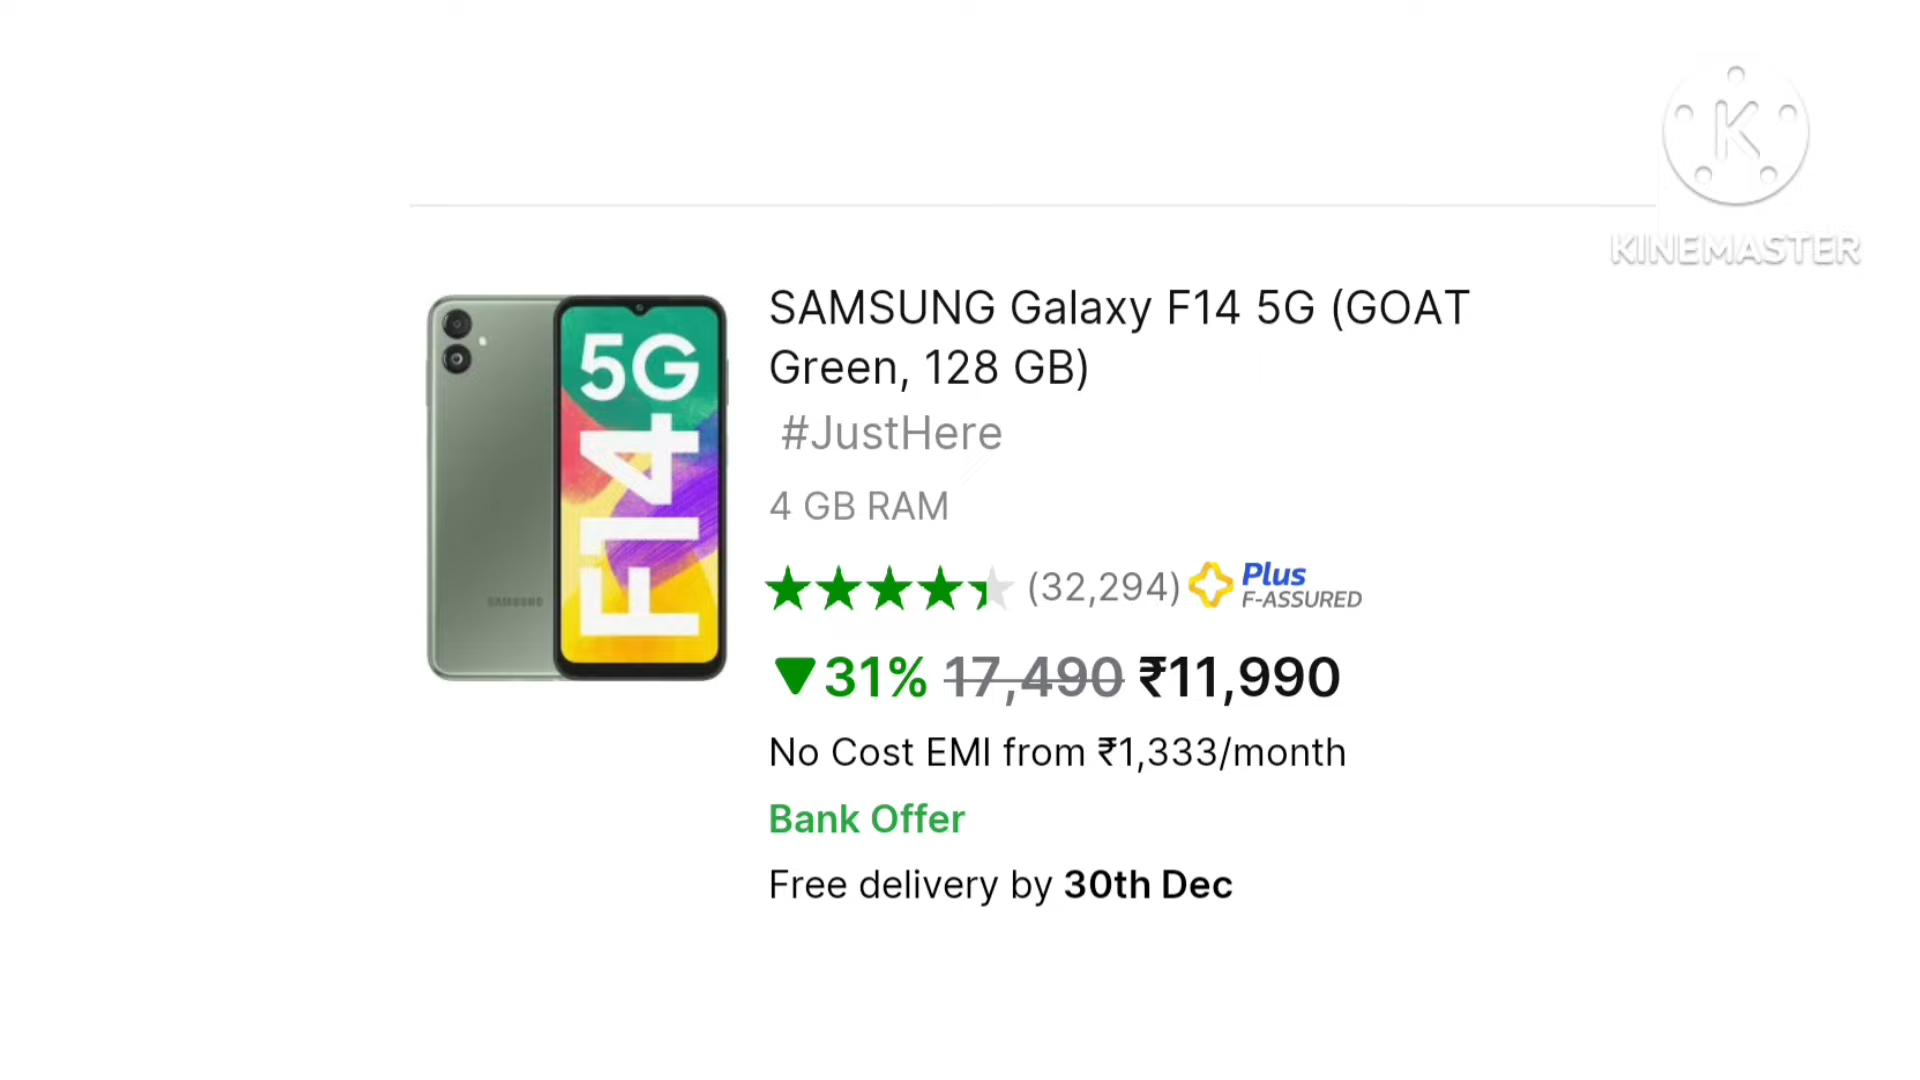 K
KINEMASTER
SAMSUNG Galaxy F14 5G (GOAT
Green, 128 GB)
#JustHere
4 GB RAM
5G
F14
SAMSUNG
(32,294) Plus
F-ASSURED
▼31% 17,490 ₹11,990
No Cost EMI from ₹1,333/month
Bank Offer
Free delivery by 30th Dec